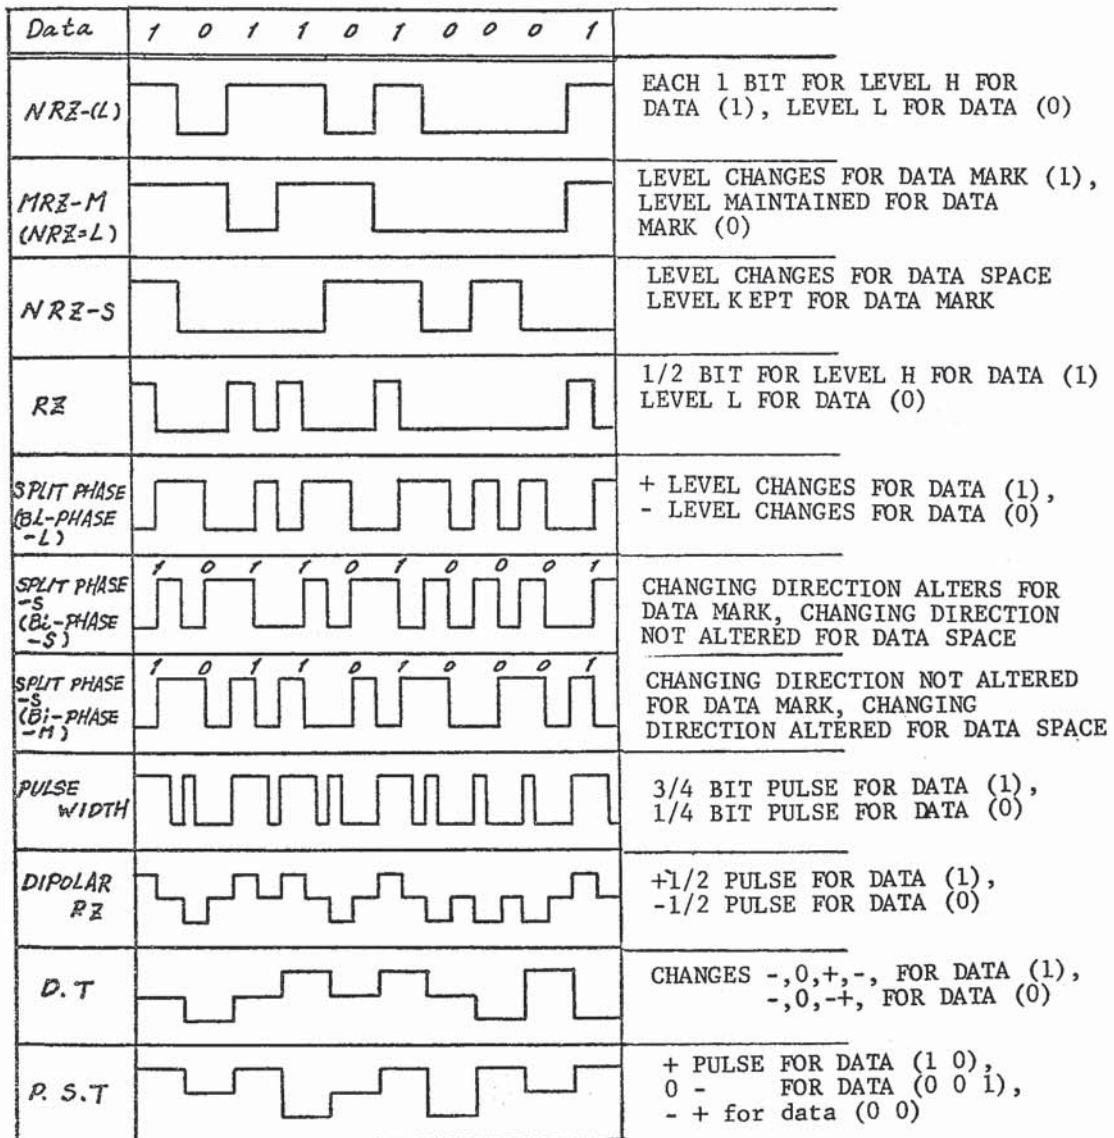 Data 1 0 1 1 0 1 0 0 0 1
NRZ-(L)
EACH 1 BIT FOR LEVEL H FOR
DATA (1), LEVEL L FOR DATA (0)
MRZ-M
(NRZ=L)
LEVEL CHANGES FOR DATA MARK (1),
LEVEL MAINTAINED FOR DATA
MARK (0)
NRZ-S
LEVEL CHANGES FOR DATA SPACE
LEVEL KEPT FOR DATA MARK
RZ
1/2 BIT FOR LEVEL H FOR DATA (1)
LEVEL L FOR DATA (0)
SPLIT PHASE
(BL-PHASE
-L)
+ LEVEL CHANGES FOR DATA (1),
- LEVEL CHANGES FOR DATA (0)
1 0 1 1 0 1 0 0 0 1
SPLIT PHASE
-S
(Bi-PHASE
-S)
CHANGING DIRECTION ALTERS FOR
DATA MARK, CHANGING DIRECTION
NOT ALTERED FOR DATA SPACE
1 0 1 1 0 1 0 0 0 1
SPLIT PHASE
-S
(Bi-PHASE
-M)
CHANGING DIRECTION NOT ALTERED
FOR DATA MARK, CHANGING
DIRECTION ALTERED FOR DATA SPACE
PULSE
WIDTH
3/4 BIT PULSE FOR DATA (1),
1/4 BIT PULSE FOR DATA (0)
DIPOLAR
RZ
+1/2 PULSE FOR DATA (1),
-1/2 PULSE FOR DATA (0)
D.T
CHANGES -,0,+,-, FOR DATA (1),
-,0,-+, FOR DATA (0)
P. S.T
+ PULSE FOR DATA (1 0),
0 - FOR DATA (0 0 1),
- + for data (0 0)